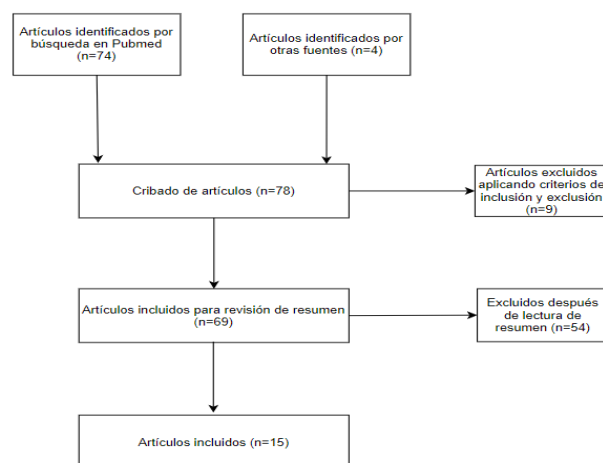 Artículos identificados por
búsqueda en Pubmed
(n=74)
Artículos identificados por
otras fuentes (n=4)
Cribado de artículos (n=78)
Artículos excluidos
aplicando criterios de
inclusión y exclusión
(n=9)
Artículos incluidos para revisión de resumen
(n=69)
Excluidos después
de lectura de
resumen (n=54)
Artículos incluidos (n=15)